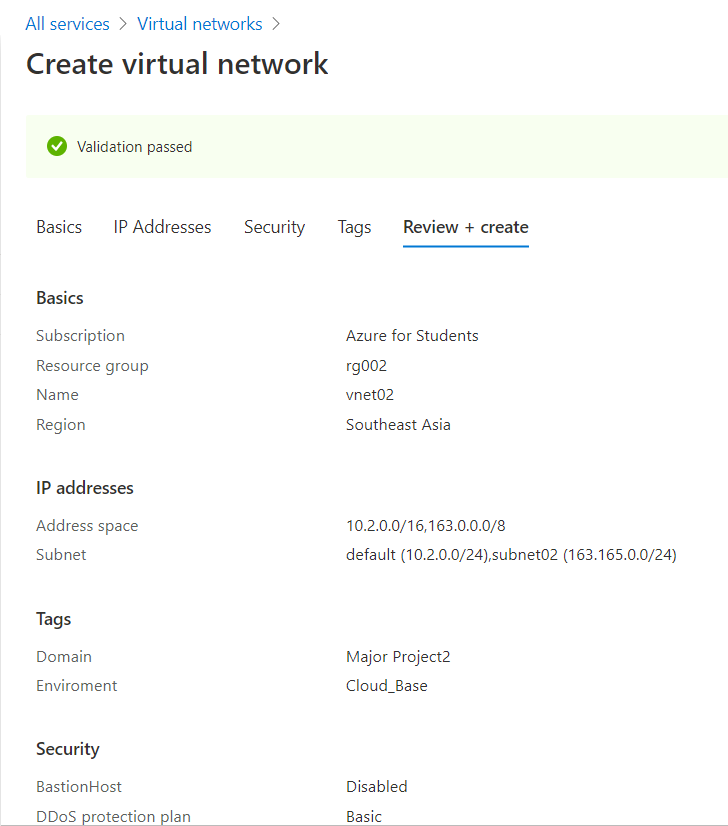 All services > Virtual networks >
Create virtual network
Validation passed
Basics IP Addresses Security Tags Review + create
Basics
Subscription Azure for Students
Resource group rg002
Name vnet02
Region Southeast Asia
IP addresses
Address space 10.2.0.0/16,163.0.0.0/8
Subnet default (10.2.0.0/24),subnet02 (163.165.0.0/24)
Tags
Domain Major Project2
Enviroment Cloud_Base
Security
BastionHost Disabled
DDoS protection plan Basic